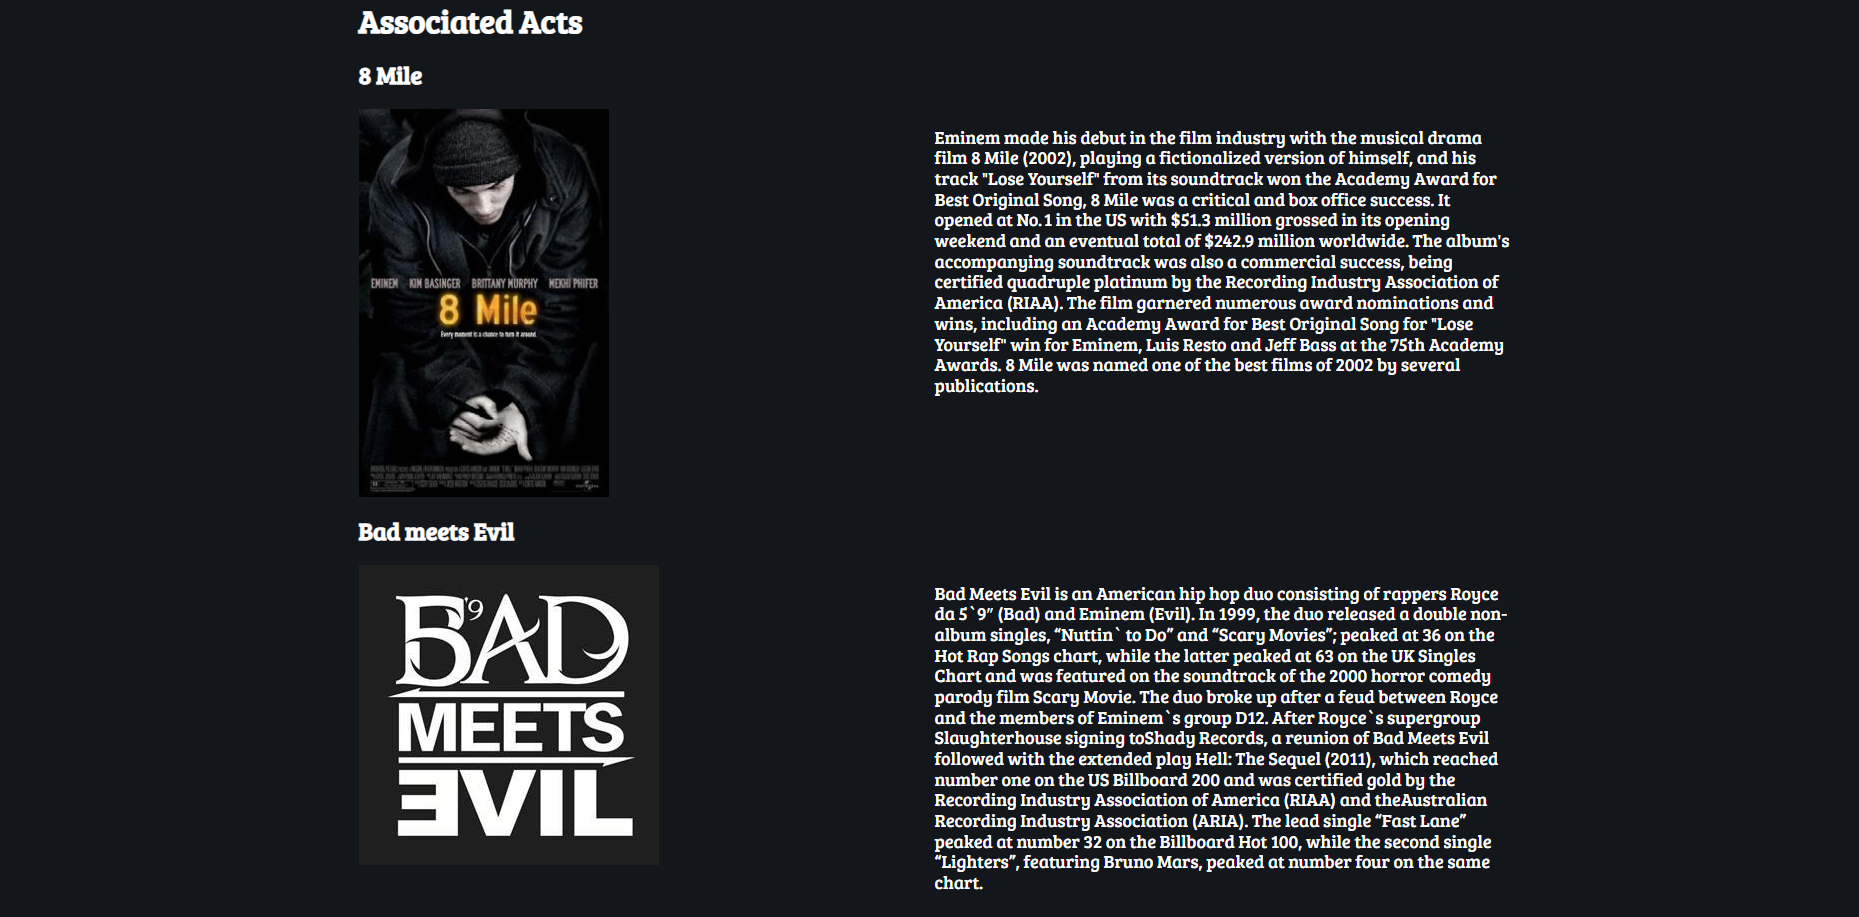 Associated Acts
8 Mile
EMINEM KIM BASINGER BRITTANY MURPHY MEKHI PHIFER
8 Mile
Every moment is a chance to turn it around.
Eminem made his debut in the film industry with the musical drama
film 8 Mile (2002), playing a fictionalized version of himself, and his
track "Lose Yourself" from its soundtrack won the Academy Award for
Best Original Song, 8 Mile was a critical and box office success. It
opened at No. 1 in the US with $51.3 million grossed in its opening
weekend and an eventual total of $242.9 million worldwide. The album's
accompanying soundtrack was also a commercial success, being
certified quadruple platinum by the Recording Industry Association of
America (RIAA). The film garnered numerous award nominations and
wins, including an Academy Award for Best Original Song for "Lose
Yourself" win for Eminem, Luis Resto and Jeff Bass at the 75th Academy
Awards. 8 Mile was named one of the best films of 2002 by several
publications.
Bad meets Evil
B'9AD
MEETS
EVIL
Bad Meets Evil is an American hip hop duo consisting of rappers Royce
da 5`9” (Bad) and Eminem (Evil). In 1999, the duo released a double non-
album singles, “Nuttin` to Do” and “Scary Movies”; peaked at 36 on the
Hot Rap Songs chart, while the latter peaked at 63 on the UK Singles
Chart and was featured on the soundtrack of the 2000 horror comedy
parody film Scary Movie. The duo broke up after a feud between Royce
and the members of Eminem`s group D12. After Royce`s supergroup
Slaughterhouse signing toShady Records, a reunion of Bad Meets Evil
followed with the extended play Hell: The Sequel (2011), which reached
number one on the US Billboard 200 and was certified gold by the
Recording Industry Association of America (RIAA) and theAustralian
Recording Industry Association (ARIA). The lead single “Fast Lane”
peaked at number 32 on the Billboard Hot 100, while the second single
“Lighters”, featuring Bruno Mars, peaked at number four on the same
chart.